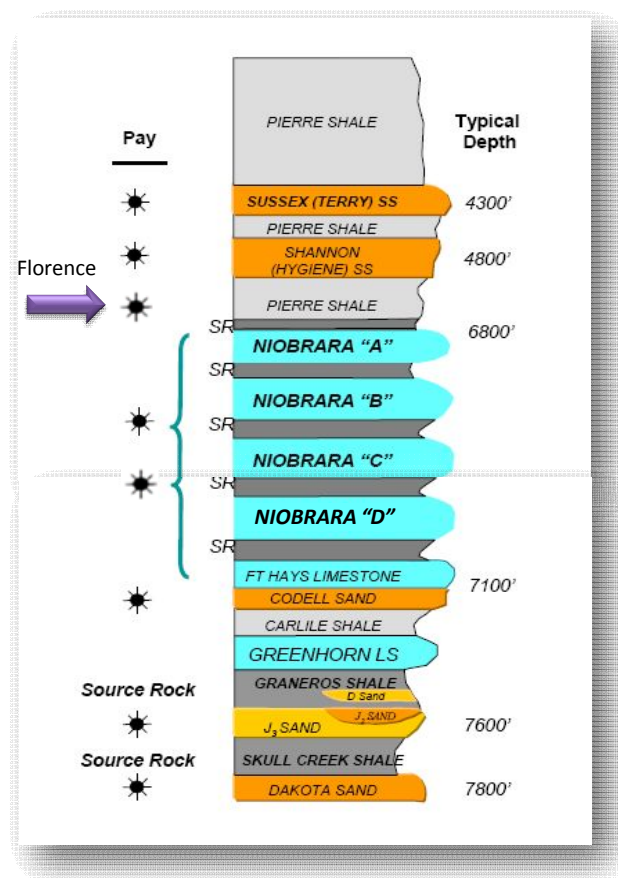 PIERRE SHALE
Pay
Typical
Depth
SUSSEX (TERRY) SS
4300'
PIERRE SHALE
SHANNON
(HYGIENE) SS
4800'
Florence
PIERRE SHALE
SR
6800'
NIOBRARA "A"
SR
NIOBRARA "B"
SR
NIOBRARA "C"
SR
NIOBRARA "D"
SR
FT HAYS LIMESTONE
7100'
CODELL SAND
CARLILE SHALE
GREENHORN LS
GRANEROS SHALE
Source Rock
D Sand
J SAND
J3 SAND
7600'
Source Rock
SKULL CREEK SHALE
DAKOTA SAND
7800'